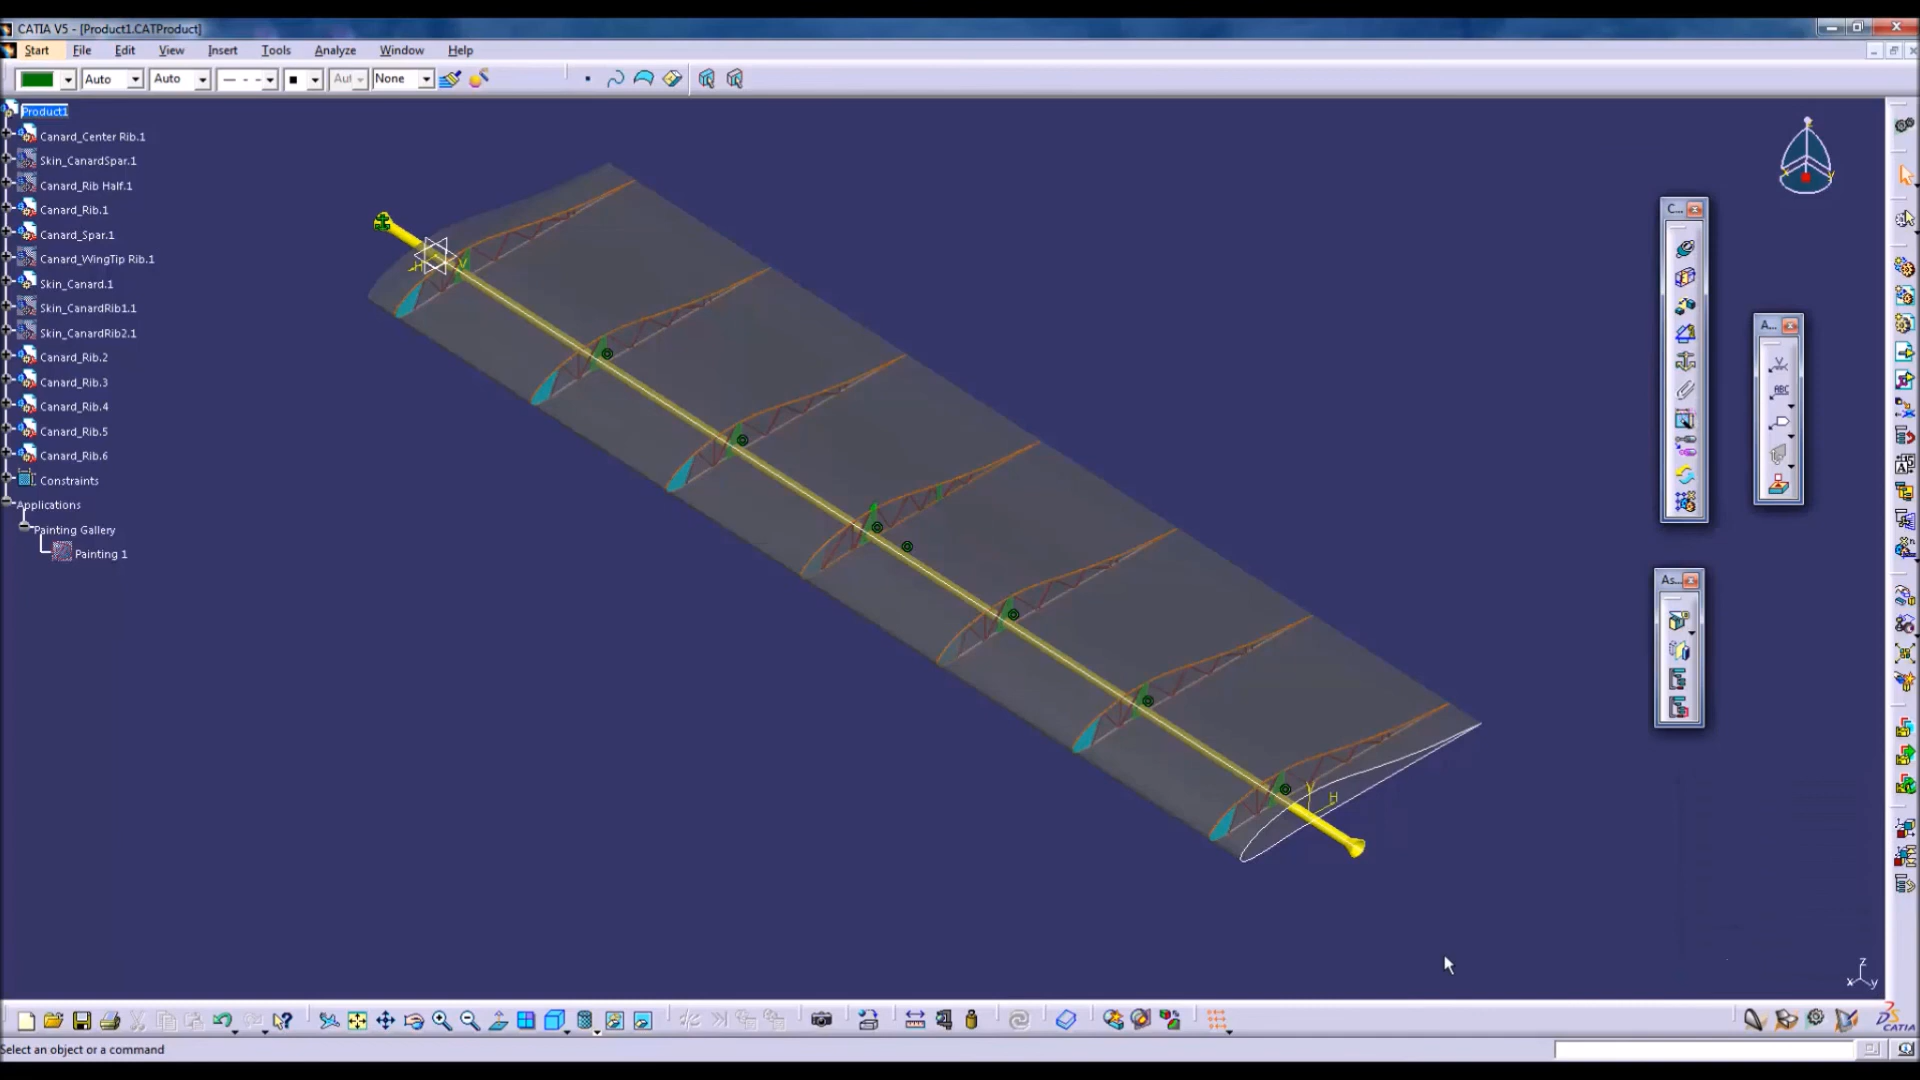 CATIA V5 - [Product1.CATProduct]
Start File Edit View Insert Tools Analyze Window Help
Auto Auto Aut None
Product1
Canard_Center Rib.1
Skin_CanardSpar.1
Canard_Rib Half.1
Canard_Rib.1
Canard_Spar.1
Canard_WingTip Rib.1
Skin_Canard.1
Skin_CanardRib1.1
Skin_CanardRib2.1
Canard_Rib.2
Canard_Rib.3
Canard_Rib.4
Canard_Rib.5
Canard_Rib.6
Constraints
Applications
Painting Gallery
Painting 1
H V
V H
C...
A...
ABC
As...
z
x y
CATIA
Select an object or a command